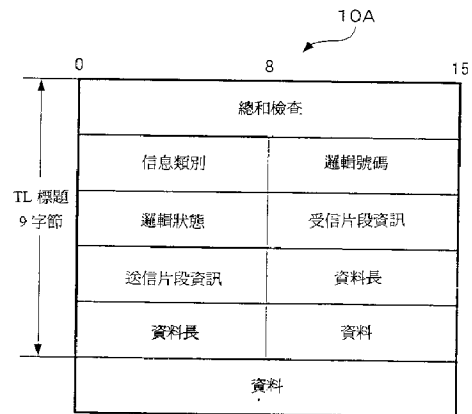 10A
0 8 15
總和檢查
信息類別 邏輯號碼
TL 標題
9 字節
邏輯狀態 受信片段資訊
送信片段資訊 資料長
資料長 資料
資料